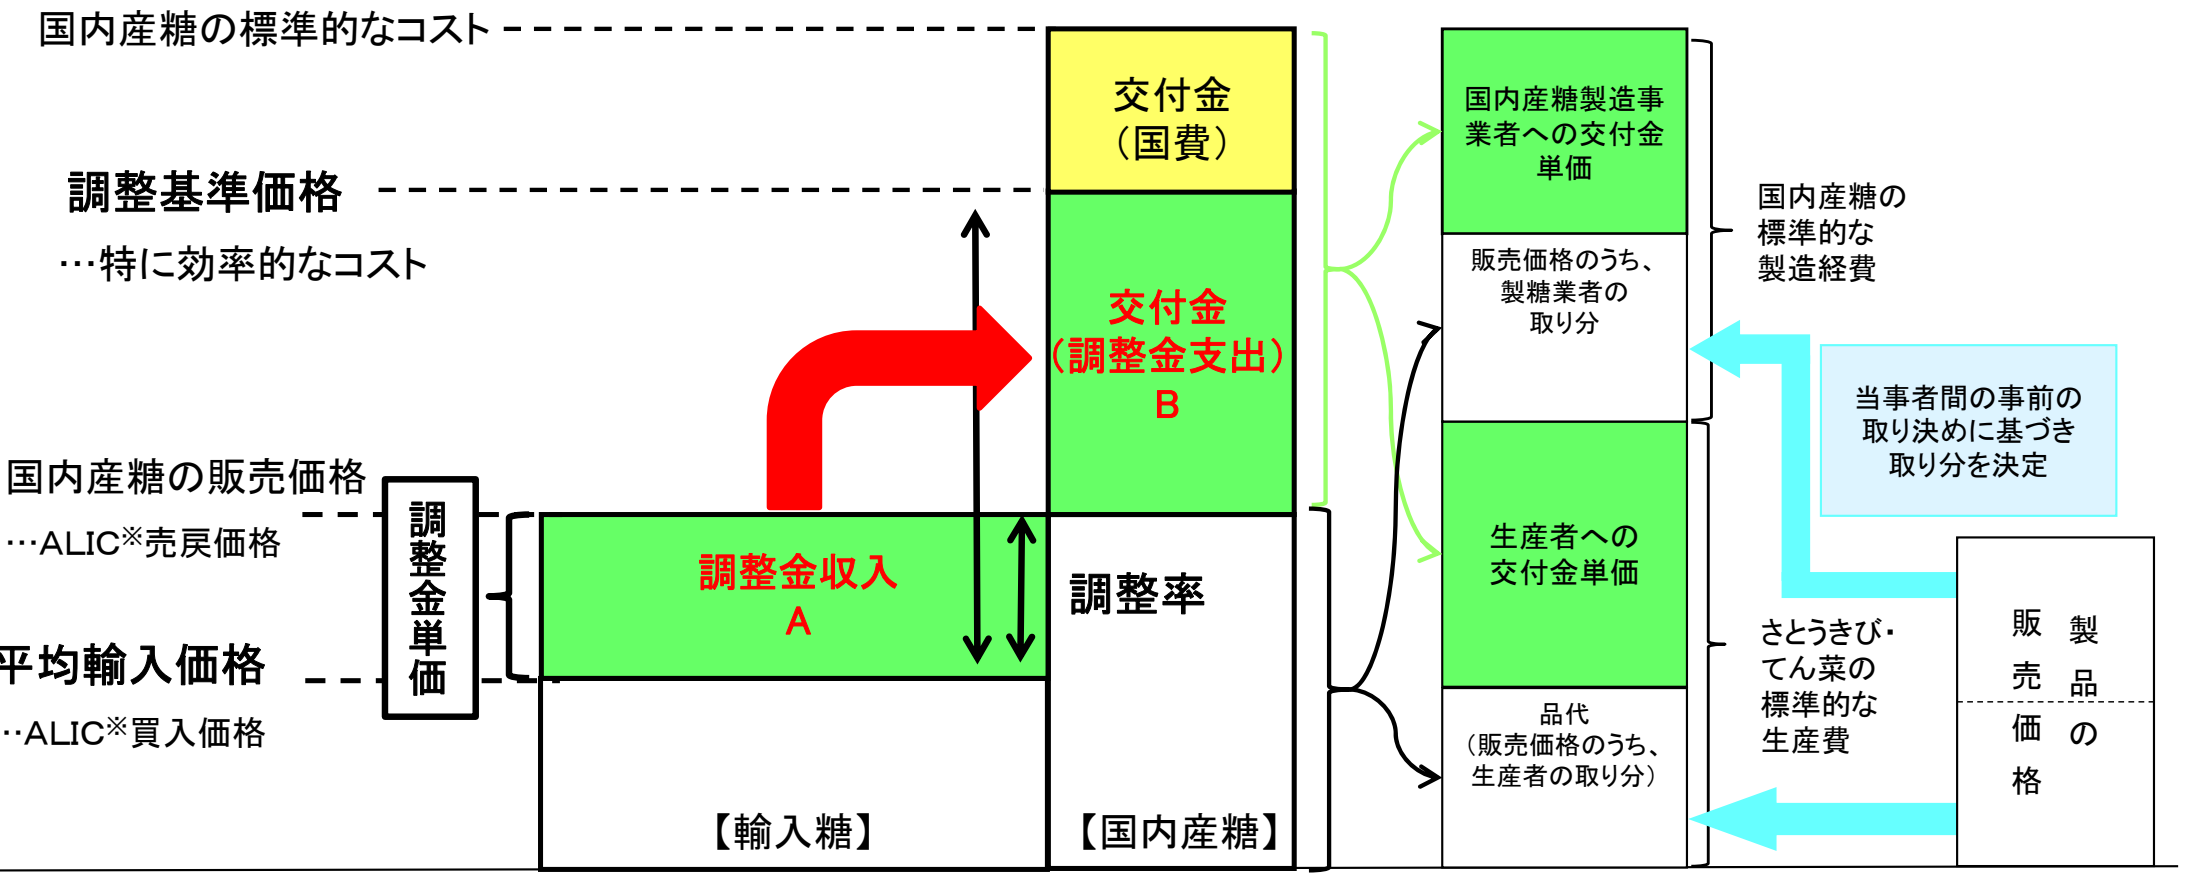 国内産糖の標準的なコスト
調整基準価格
…特に効率的なコスト
国内産糖の販売価格
…ALIC※売戻価格
平均輸入価格
…ALIC※買入価格
調整金単価
調整金収入
A
【輸入糖】
交付金
（国費）
交付金
（調整金支出）
B
調整率
【国内産糖】
国内産糖製造事
業者への交付金
単価
販売価格のうち、
製糖業者の
取り分
生産者への
交付金単価
品代
（販売価格のうち、
生産者の取り分）
国内産糖の
標準的な
製造経費
さとうきび・
てん菜の
標準的な
生産費
当事者間の事前の
取り決めに基づき
取り分を決定
製品の
販売価格